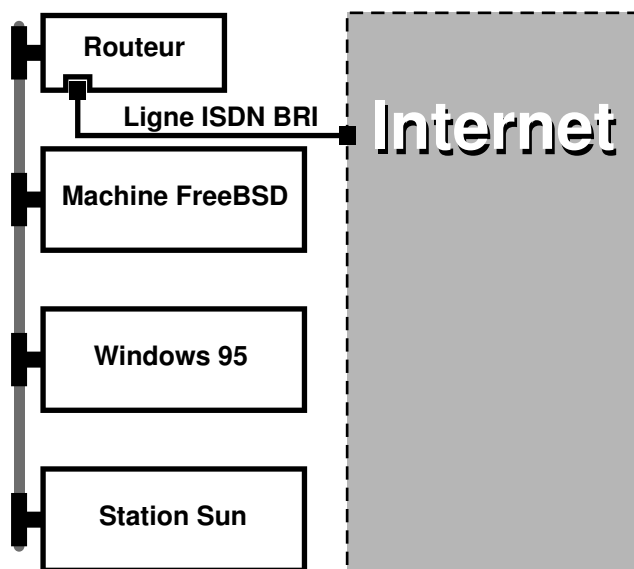 Routeur
Ligne ISDN BRI
Internet
Machine FreeBSD
Windows 95
Station Sun